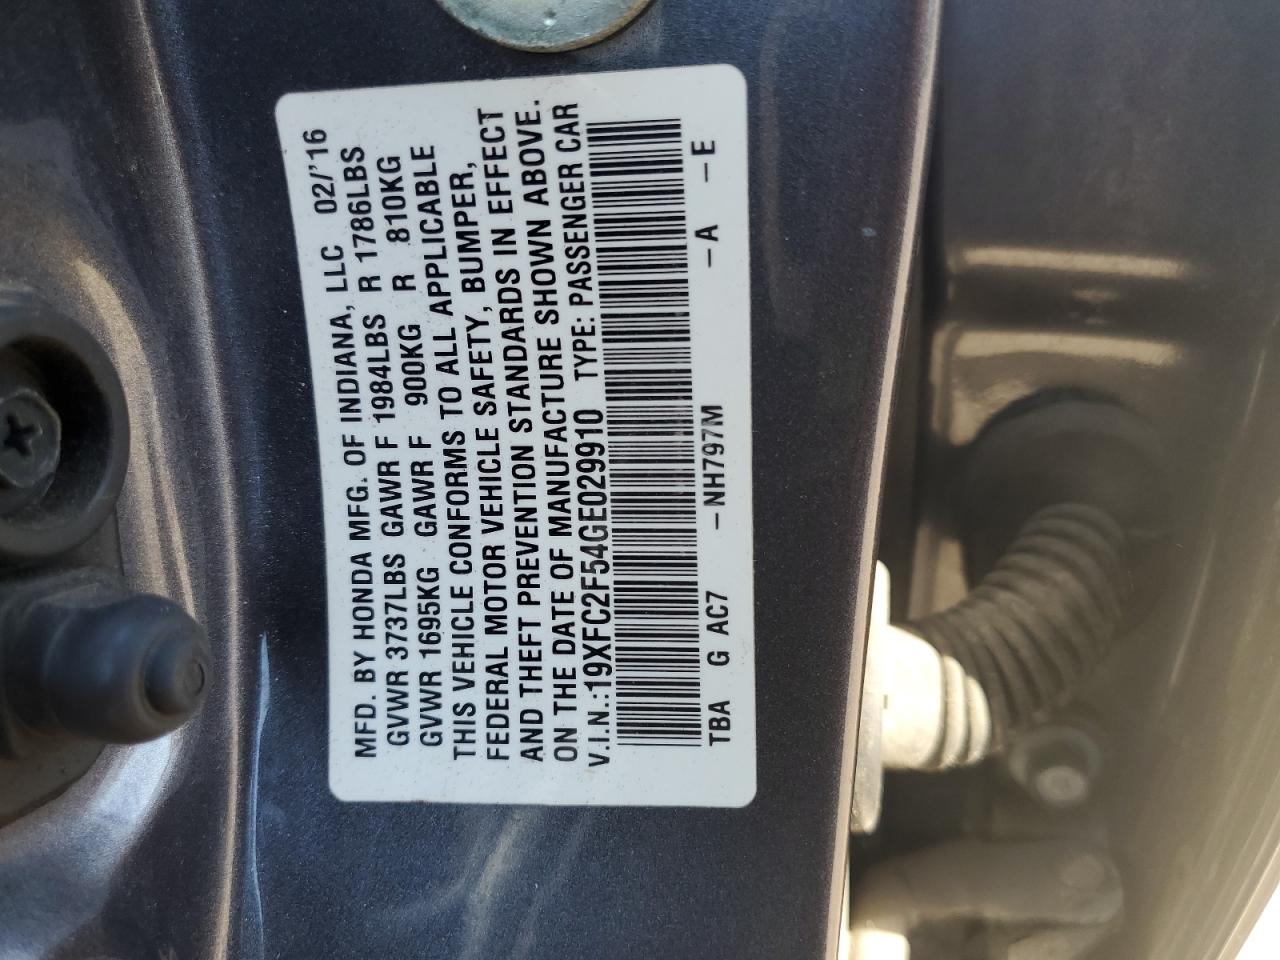 MFD. BY HONDA MFG. OF INDIANA, LLC 02/'16
GVWR 3737LBS GAWR F 1984LBS R 1786LBS
GVWR 1695KG GAWR F 900KG R 810KG
THIS VEHICLE CONFORMS TO ALL APPLICABLE
FEDERAL MOTOR VEHICLE SAFETY, BUMPER,
AND THEFT PREVENTION STANDARDS IN EFFECT
ON THE DATE OF MANUFACTURE SHOWN ABOVE.
V.I.N.:19XFC2F54GE029910 TYPE: PASSENGER CAR
TBA G AC7 -NH797M -A -E